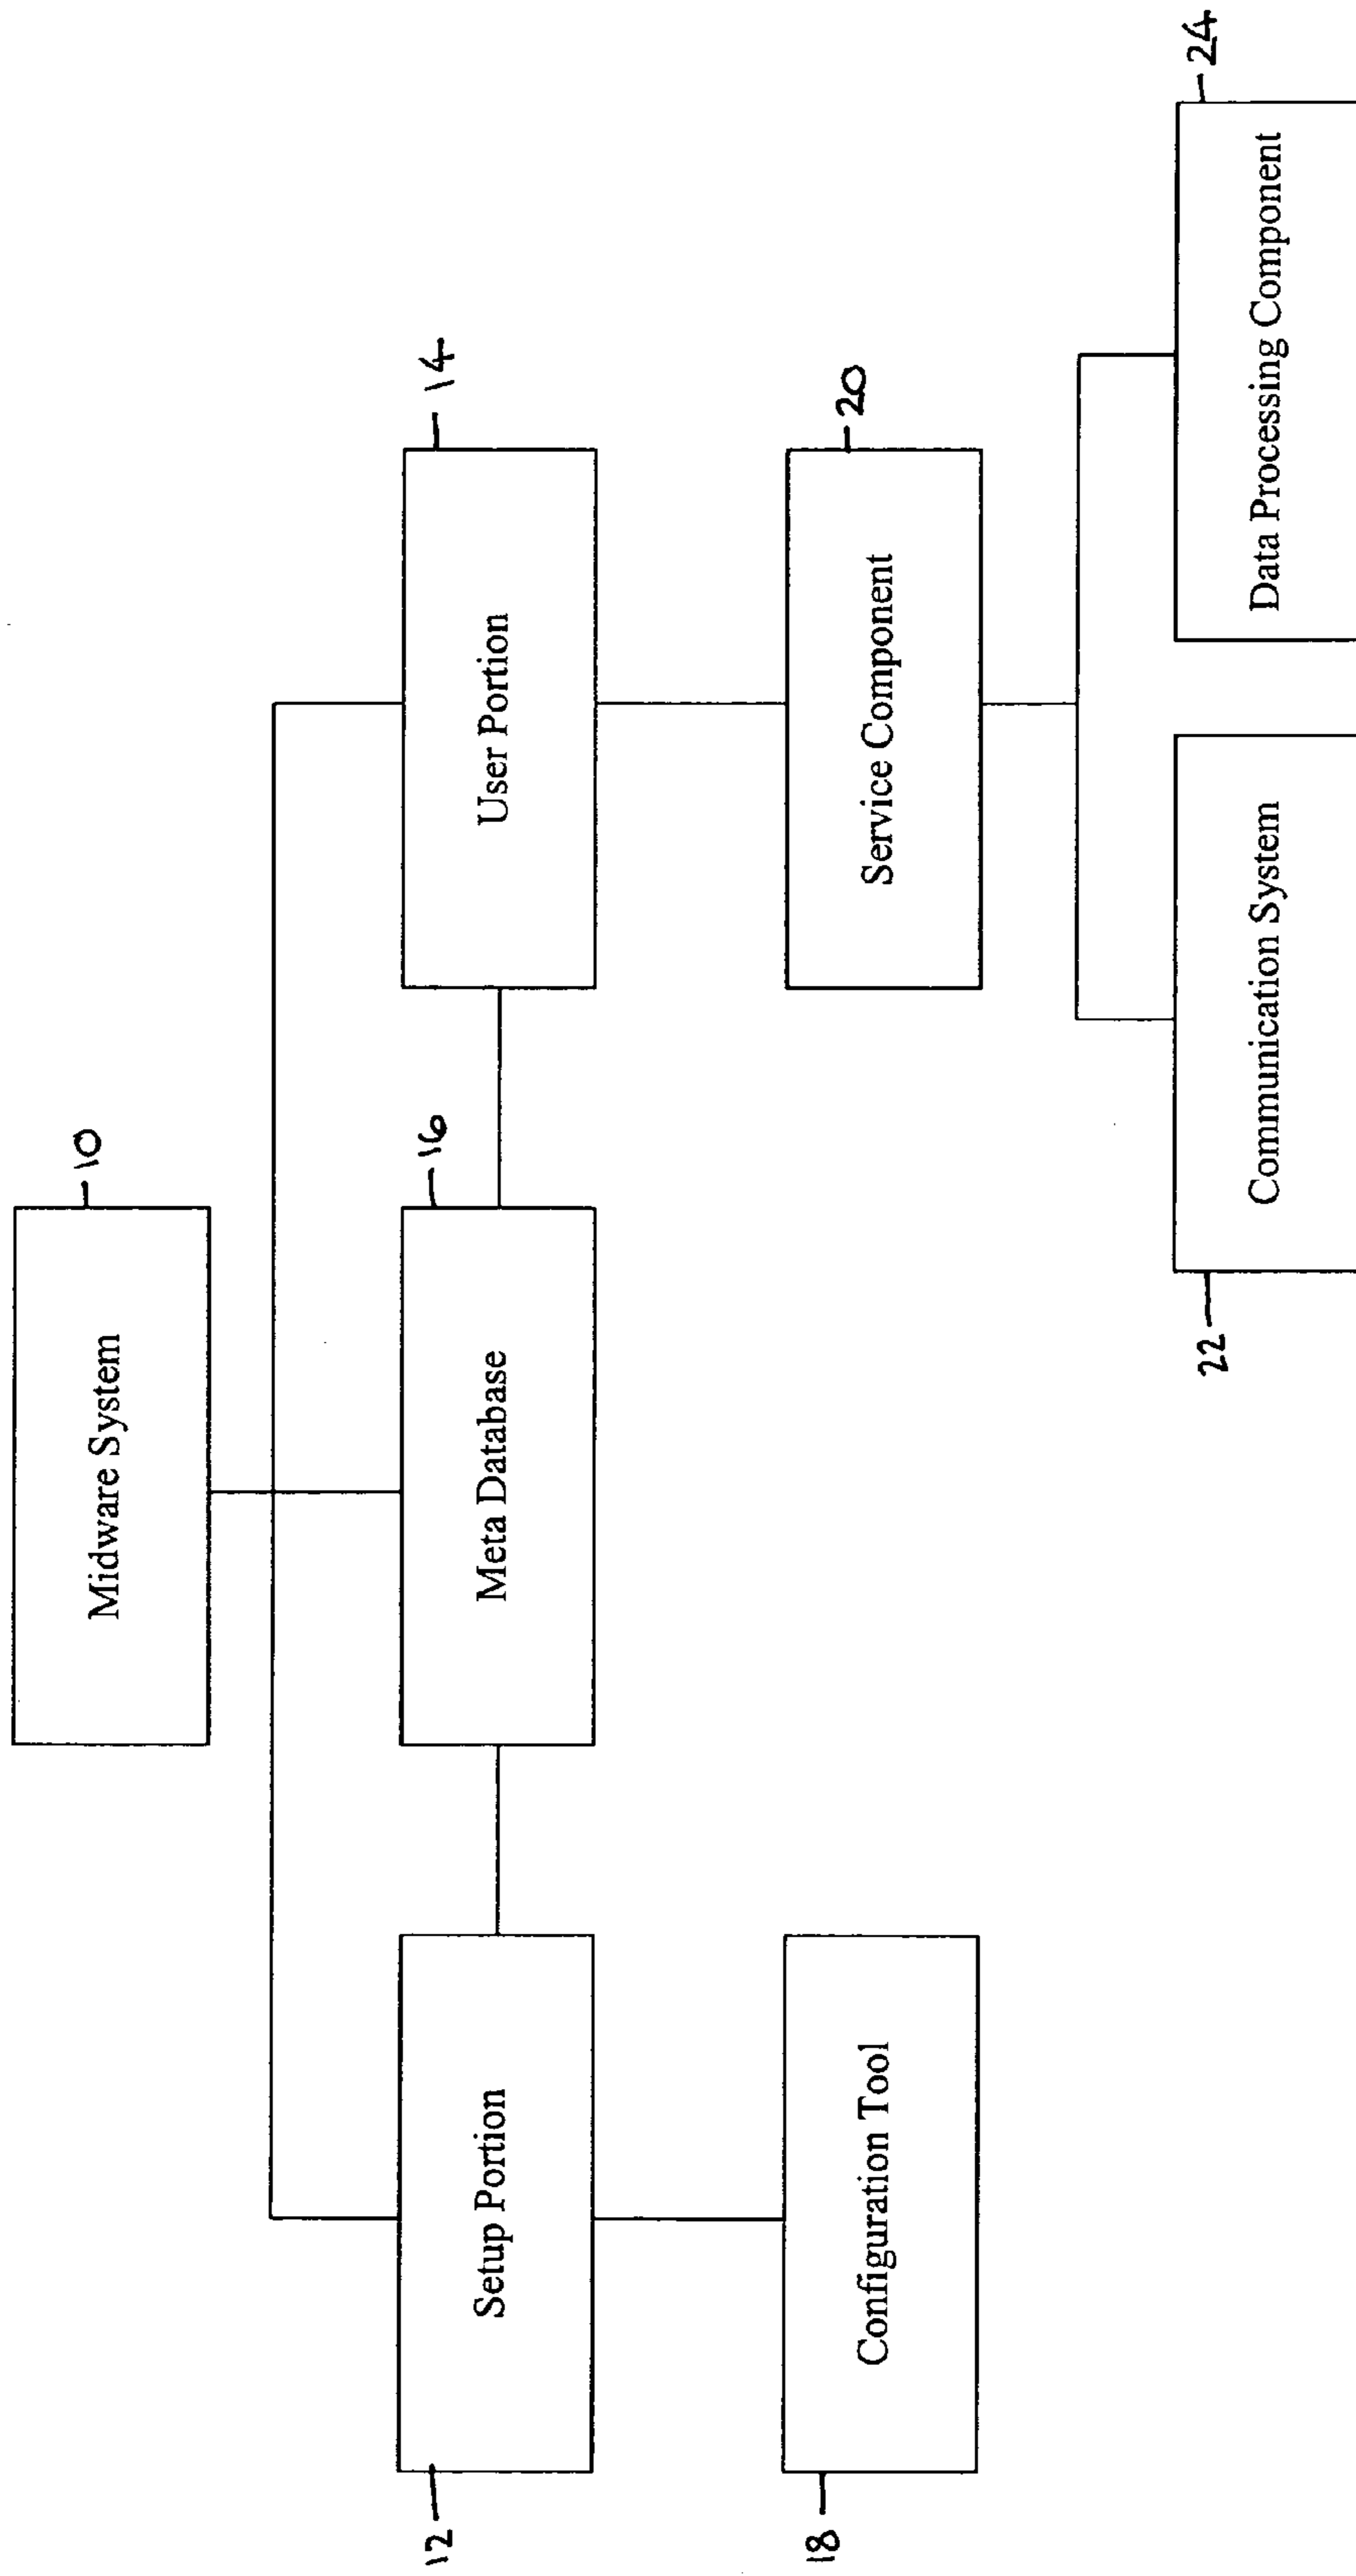 Midware System
10
12
Setup Portion
Meta Database
16
User Portion
14
18
Configuration Tool
Service Component
20
22
Communication System
Data Processing Component
24